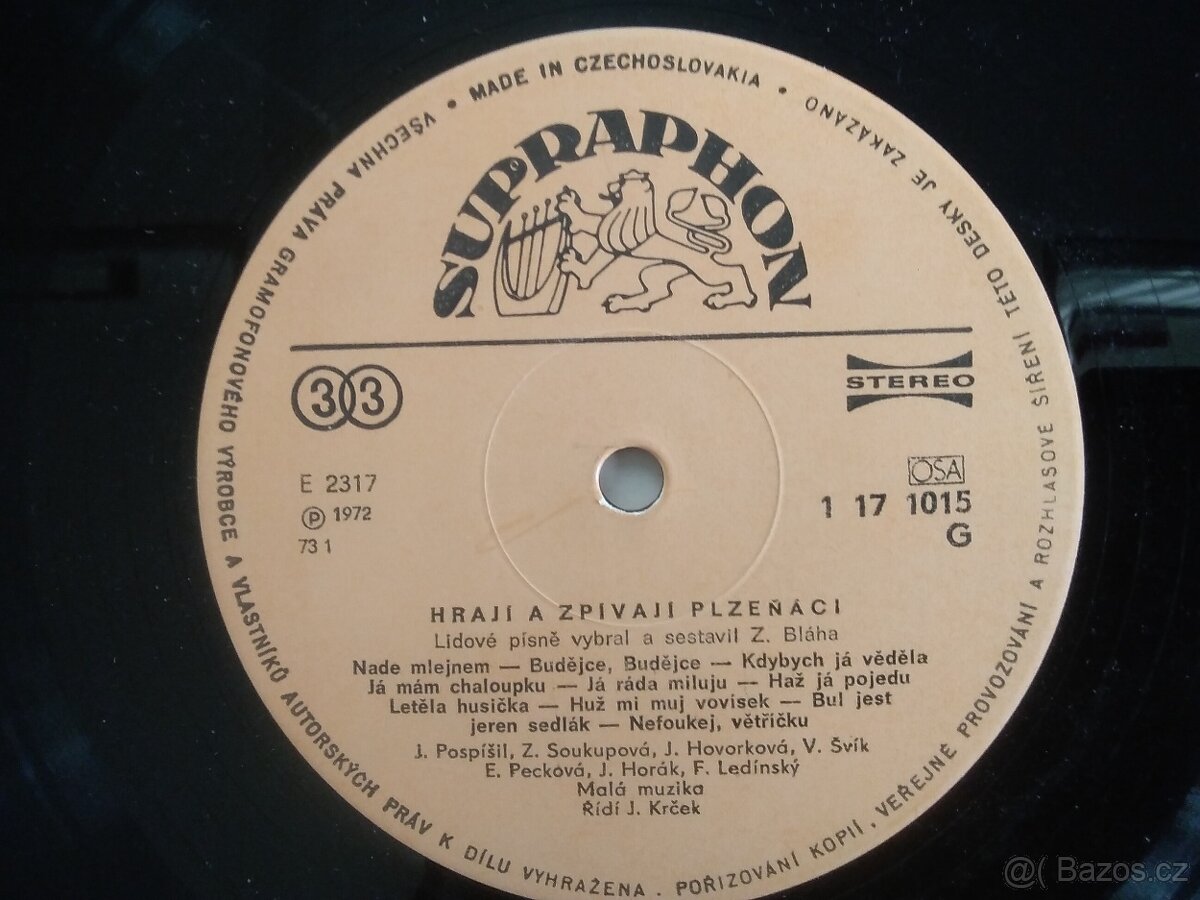 MADE IN CZECHOSLOVAKIA •
VŠECHNA PRÁVA GRAMOFONOVÉHO VÝROBCE A VLASTNÍKŮ AUTORSKÝCH PRÁV K DÍLU VYHRAŽENA . POŘIZOVÁNÍ KOPIÍ . VEŘEJNÉ PROVOZOVÁNÍ A ROZHLASOVÉ ŠÍŘENÍ TÉTO DESKY JE ZAKÁZÁNO •
SUPRAPHON
33
STEREO
E 2317
Ⓟ 1972
73 1
OSA
1 17 1015
G
HRAJÍ A ZPÍVAJÍ PLZEŇÁCI
Lidové písně vybral a sestavil Z. Bláha
Nade mlejnem — Budějce, Budějce — Kdybych já věděla
Já mám chaloupku — Já ráda miluju — Haž já pojedu
Letěla husička — Huž mi muj vovísek — Bul jest
jeren sedlák — Nefoukej, větříčku
J. Pospíšil, Z. Soukupová, J. Hovorková, V. Švík
E. Pecková, J. Horák, F. Ledínský
Malá muzika
Řídí J. Krček
@( Bazos.cz